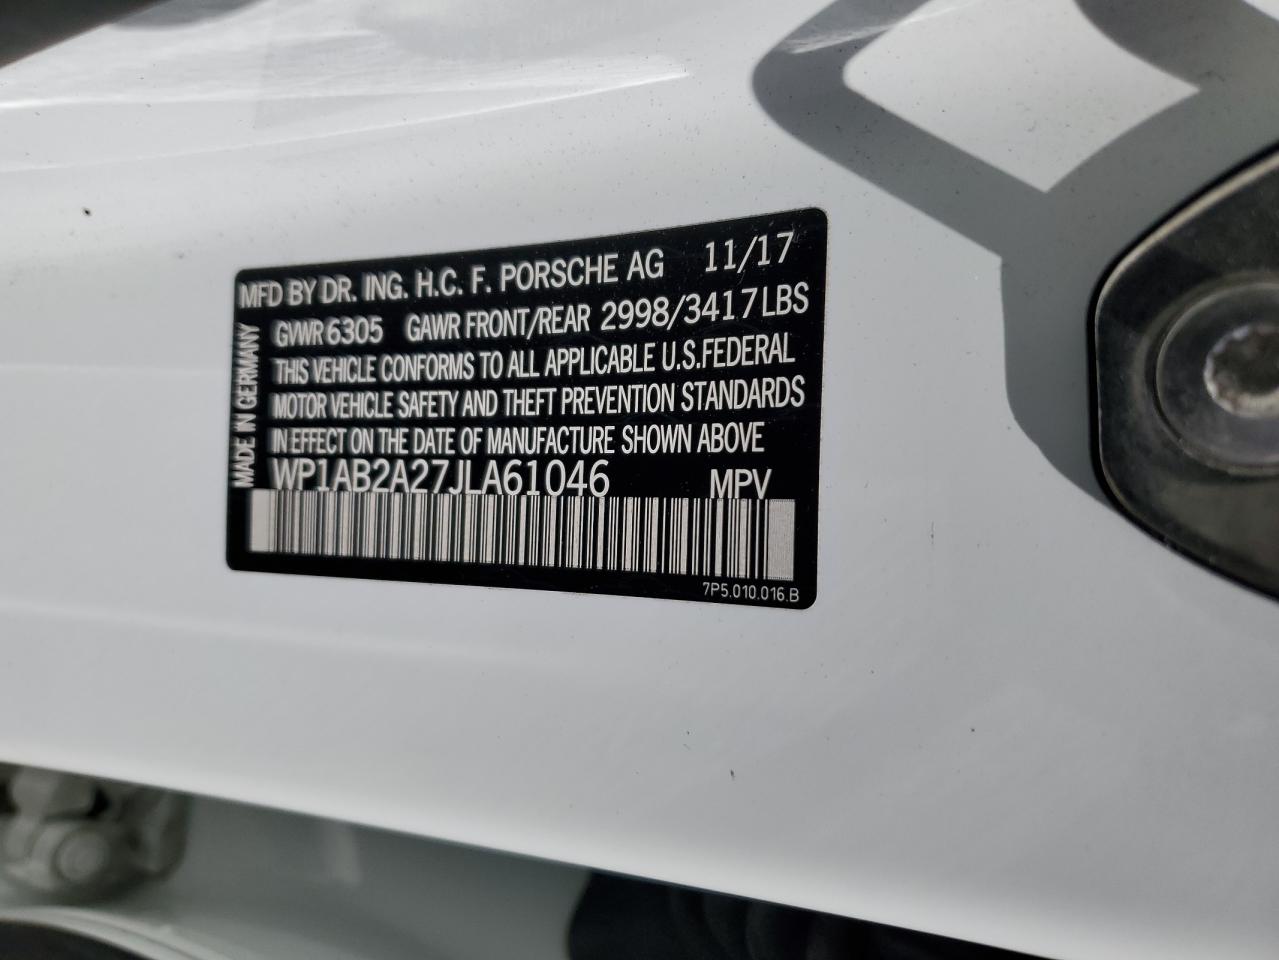 MFD BY DR. ING. H.C. F. PORSCHE AG 11/17
GVWR 6305 GAWR FRONT/REAR 2998/3417LBS
THIS VEHICLE CONFORMS TO ALL APPLICABLE U.S.FEDERAL
MOTOR VEHICLE SAFETY AND THEFT PREVENTION STANDARDS
IN EFFECT ON THE DATE OF MANUFACTURE SHOWN ABOVE
WP1AB2A27JLA61046 MPV
7P5.010.016.B
MADE IN GERMANY